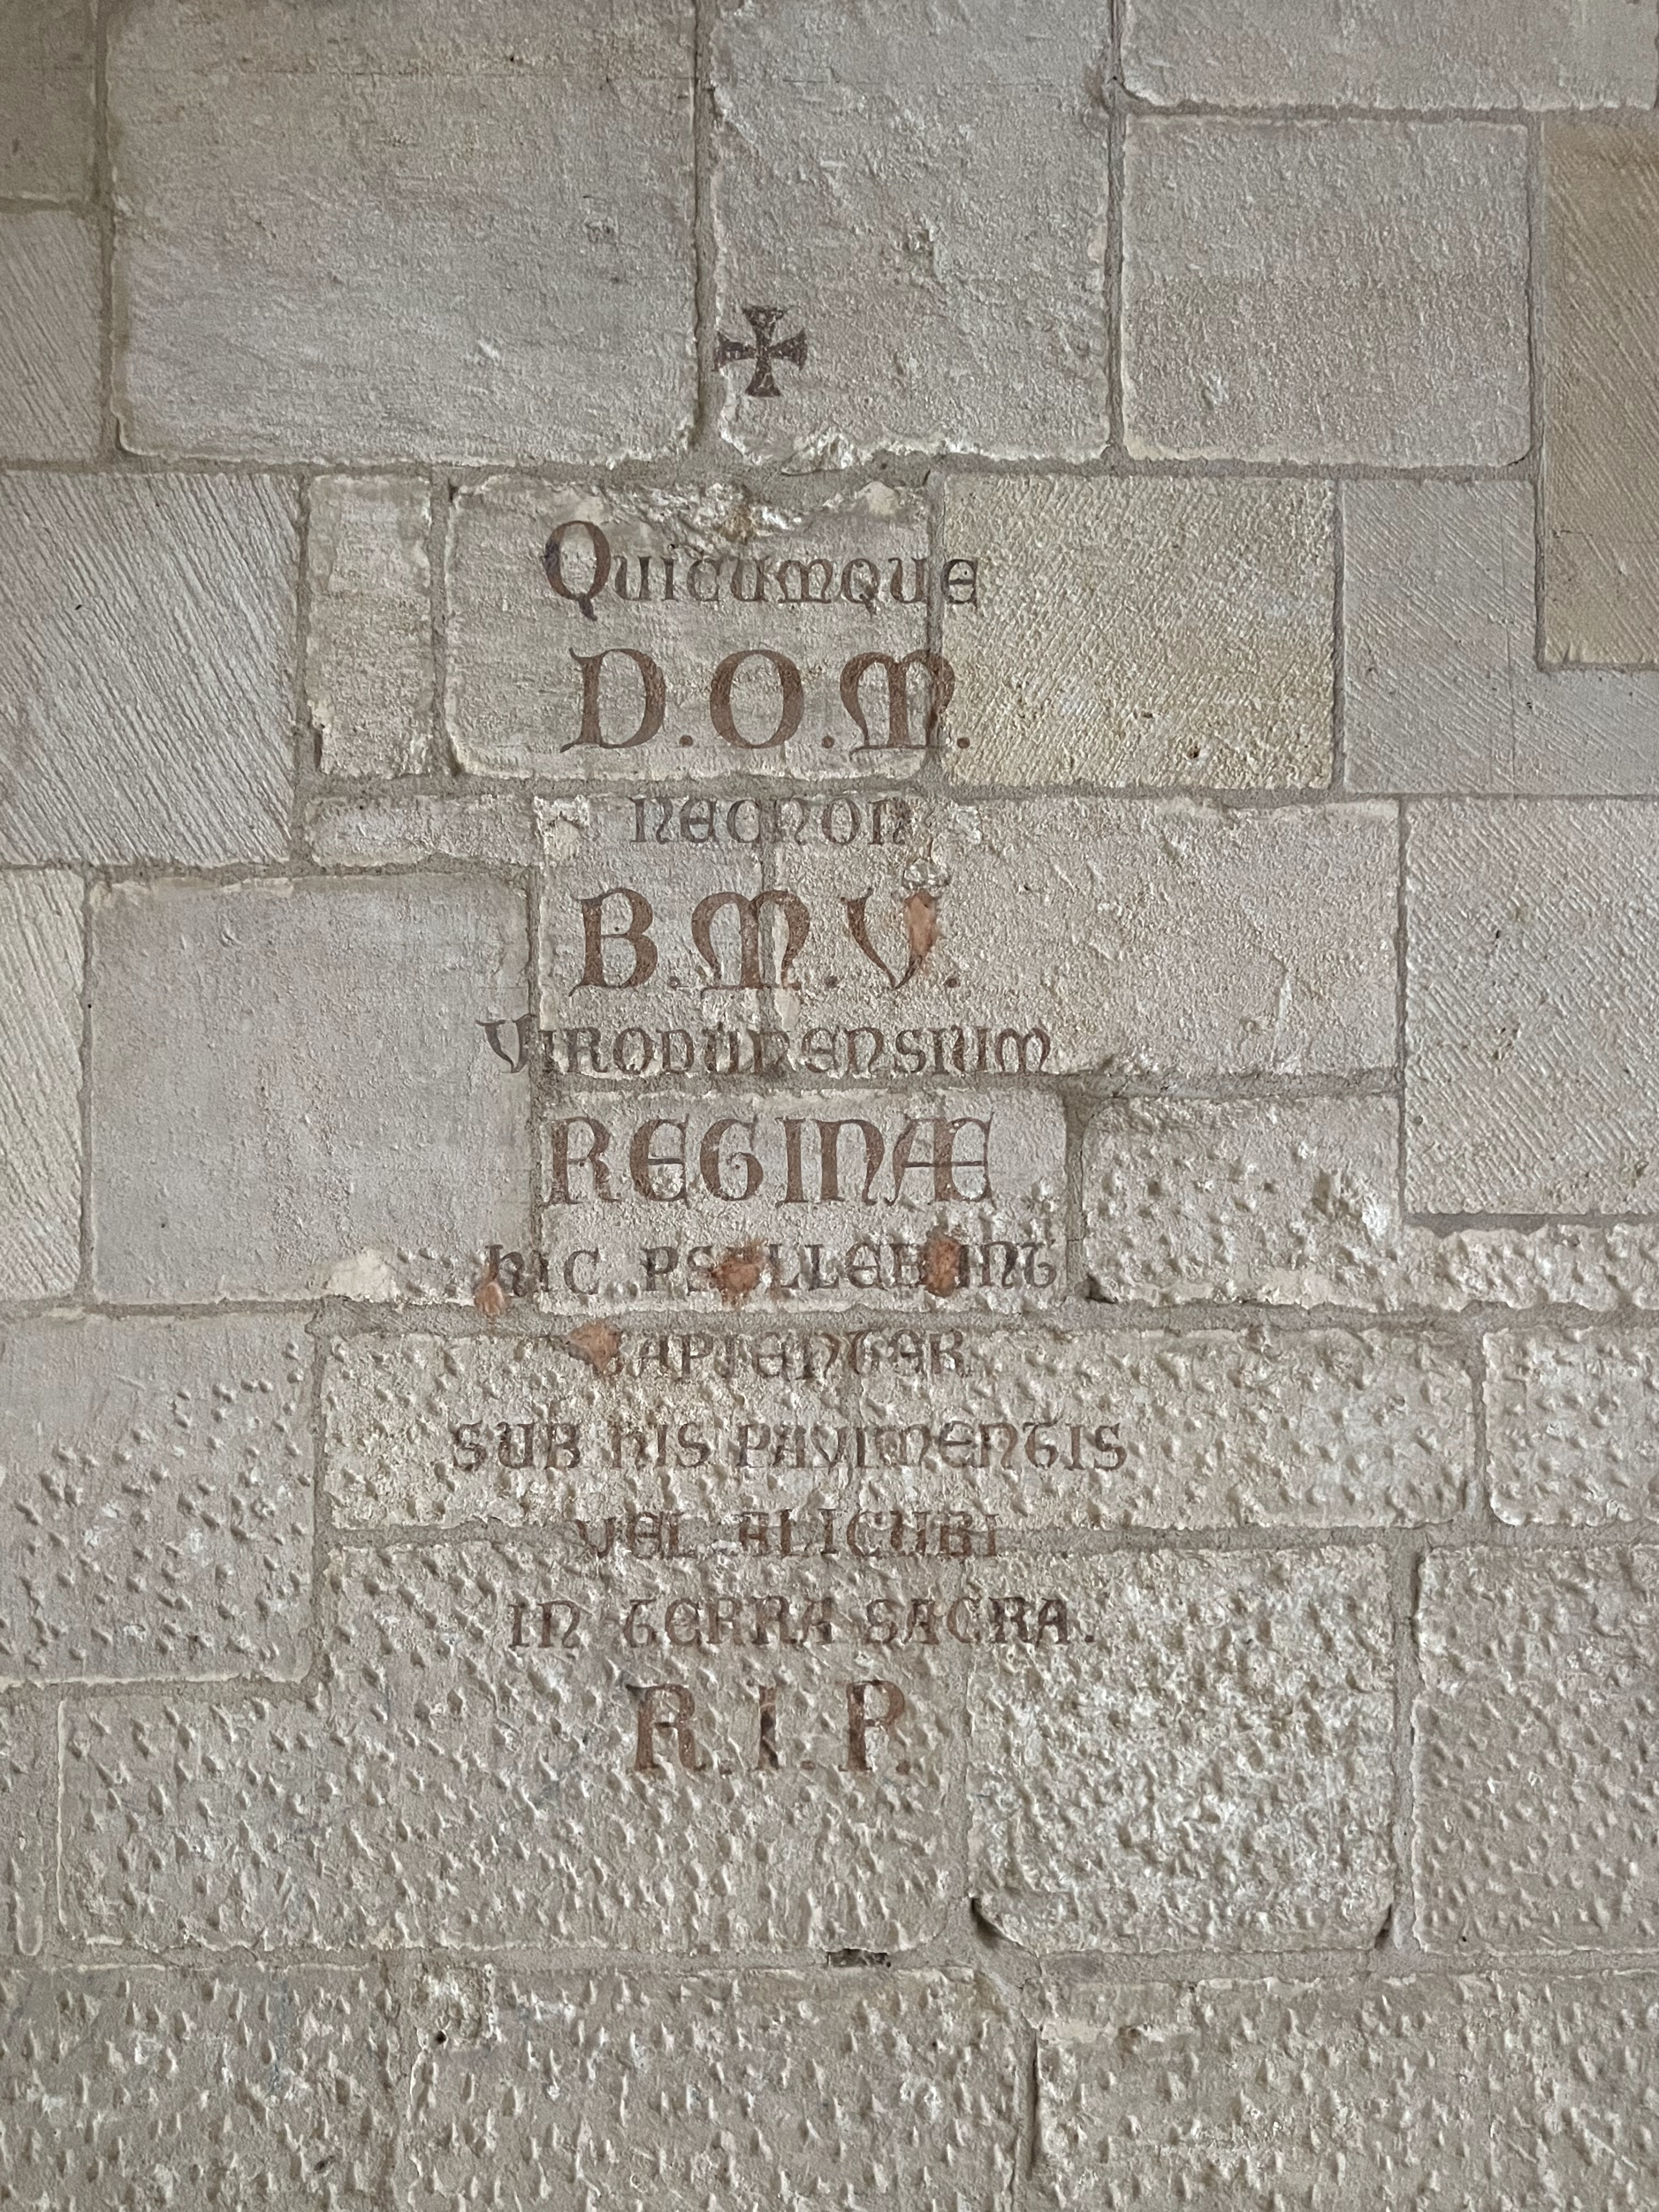 Quicumque
D.O.M.
necnon
B.M.V.
Virodunensium
REGINÆ
hic psallebant
sapienter
sub his pavimentis
vel alicubi
in terra sacra.
R.I.P.